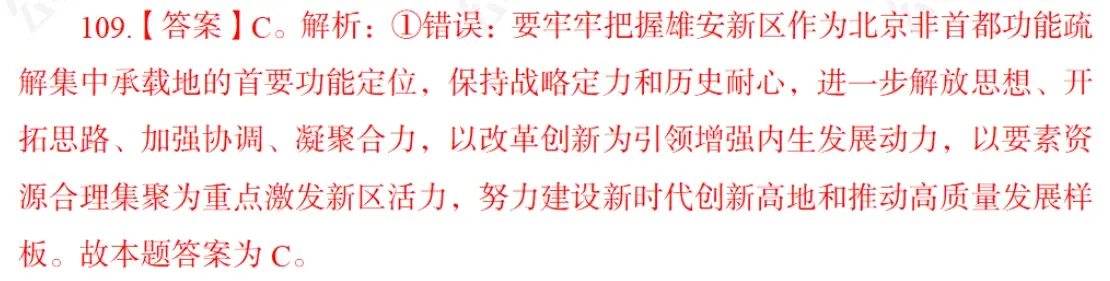 109.【答案】C。解析：①错误：要牢牢把握雄安新区作为北京非首都功能疏
解集中承载地的首要功能定位，保持战略定力和历史耐心，进一步解放思想、开
拓思路、加强协调、凝聚合力，以改革创新为引领增强内生发展动力，以要素资
源合理集聚为重点激发新区活力，努力建设新时代创新高地和推动高质量发展样
板。故本题答案为 C。